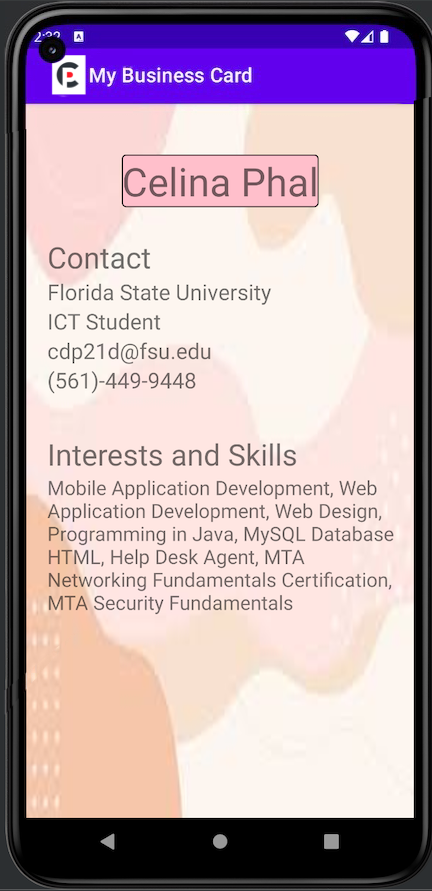 2:22
My Business Card
Celina Phal
Contact
Florida State University
ICT Student
cdp21d@fsu.edu
(561)-449-9448
Interests and Skills
Mobile Application Development, Web
Application Development, Web Design,
Programming in Java, MySQL Database
HTML, Help Desk Agent, MTA
Networking Fundamentals Certification,
MTA Security Fundamentals